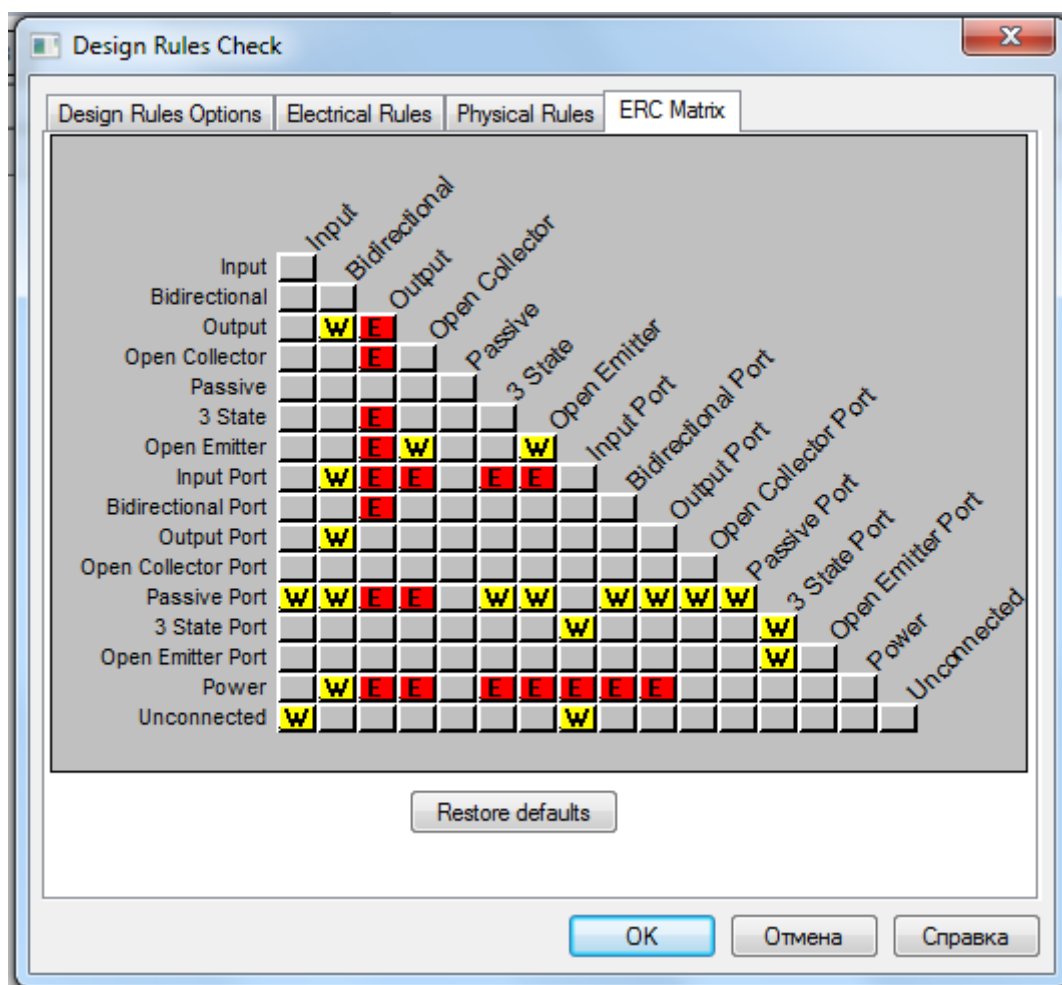 Design Rules Check
Design Rules Options Electrical Rules Physical Rules ERC Matrix
Input
Bidirectional
Output
Open Collector
Passive
3 State
Open Emitter
Input Port
Bidirectional Port
Output Port
Open Collector Port
Passive Port
3 State Port
Open Emitter Port
Power
Unconnected
Input
Bidirectional
Output W E
Open Collector E
Passive
3 State E
Open Emitter E W W
Input Port W E E E E
Bidirectional Port E
Output Port W
Open Collector Port
Passive Port W W E E W W W W W W
3 State Port W W
Open Emitter Port W
Power W E E E E E E E
Unconnected W W
Restore defaults
OK Отмена Справка